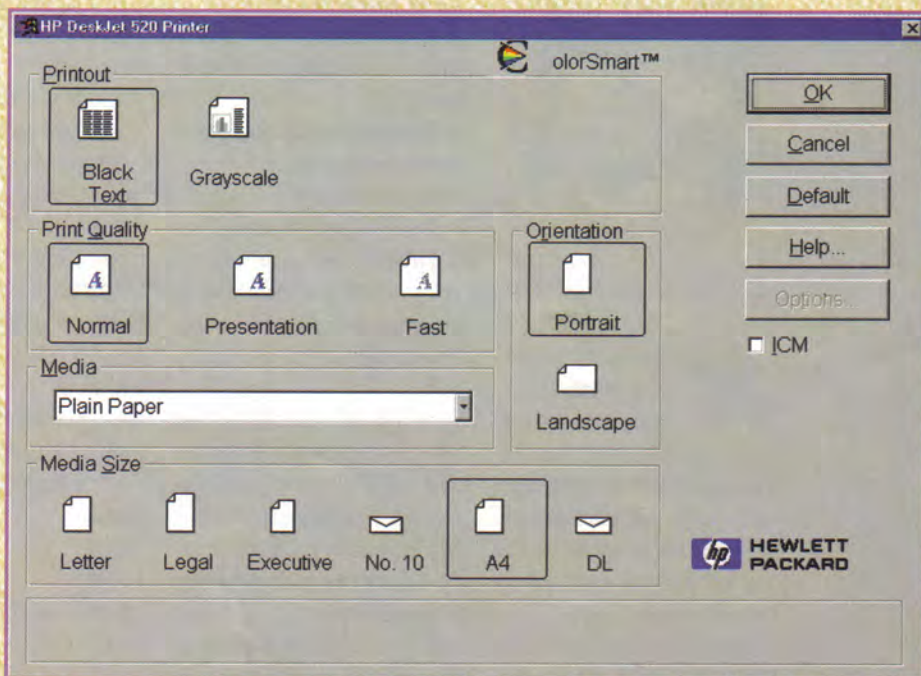 HP DeskJet 520 Printer
olorSmart™
Printout
Black
Text
Grayscale
OK
Cancel
Default
Help...
Options...
ICM
Print Quality
Normal
Presentation
Fast
Orientation
Portrait
Landscape
Media
Plain Paper
Media Size
Letter
Legal
Executive
No. 10
A4
DL
hp
HEWLETT
PACKARD